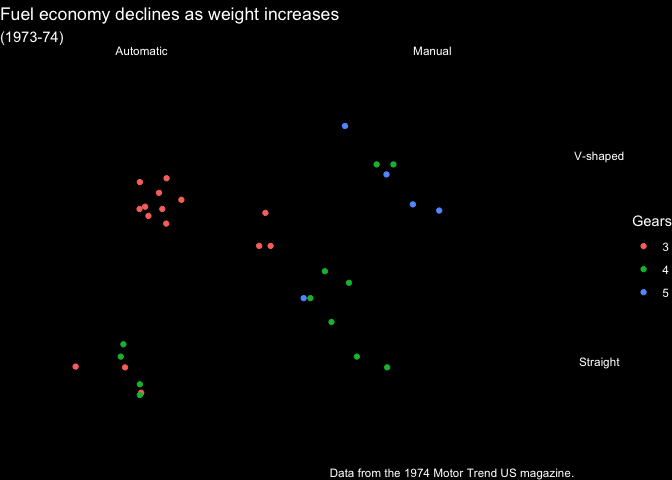 Fuel economy declines as weight increases
(1973-74)
Automatic
Manual
V-shaped
Gears
3
4
5
Straight
Data from the 1974 Motor Trend US magazine.